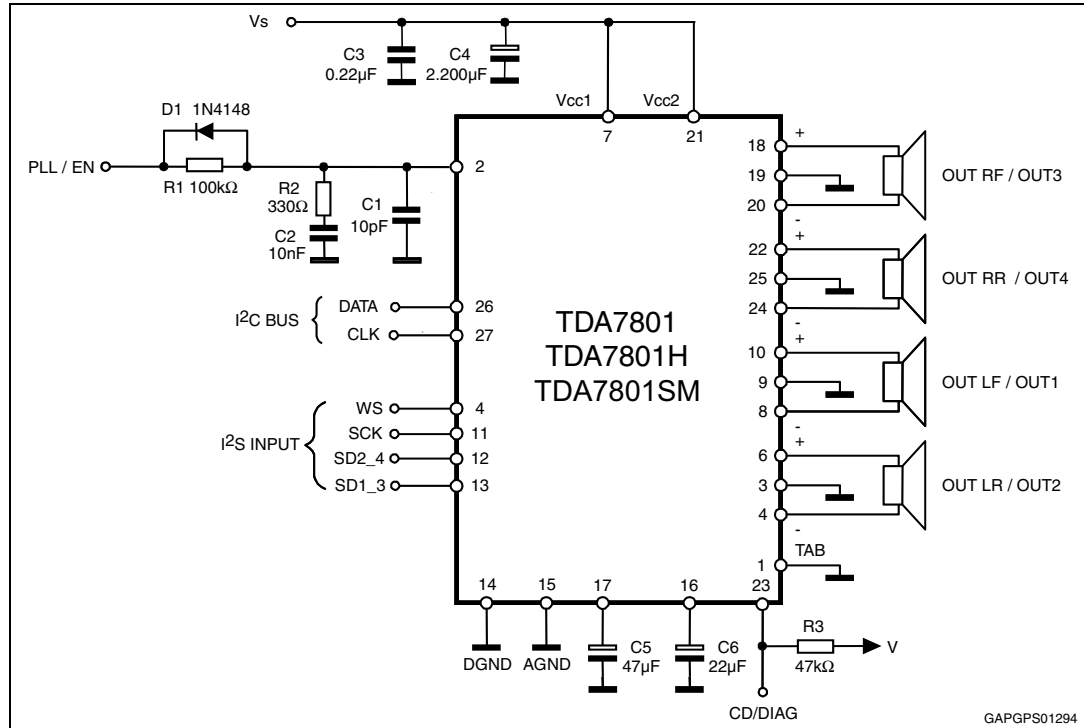 Vs
C3
0.22µF
C4
2.200µF
Vcc1
Vcc2
7
21
D1 1N4148
PLL / EN
R1 100kΩ
2
R2
330Ω
C2
10nF
C1
10pF
18
+
19
20
-
OUT RF / OUT3
+
22
25
24
-
OUT RR / OUT4
I²C BUS
DATA
26
CLK
27
TDA7801
TDA7801H
TDA7801SM
+
10
9
8
-
OUT LF / OUT1
I²S INPUT
WS
4
SCK
11
SD2_4
12
SD1_3
13
+
6
3
4
-
OUT LR / OUT2
TAB
1
14
15
17
16
23
DGND
AGND
C5
47µF
C6
22µF
R3
47kΩ
V
CD/DIAG
GAPGPS01294